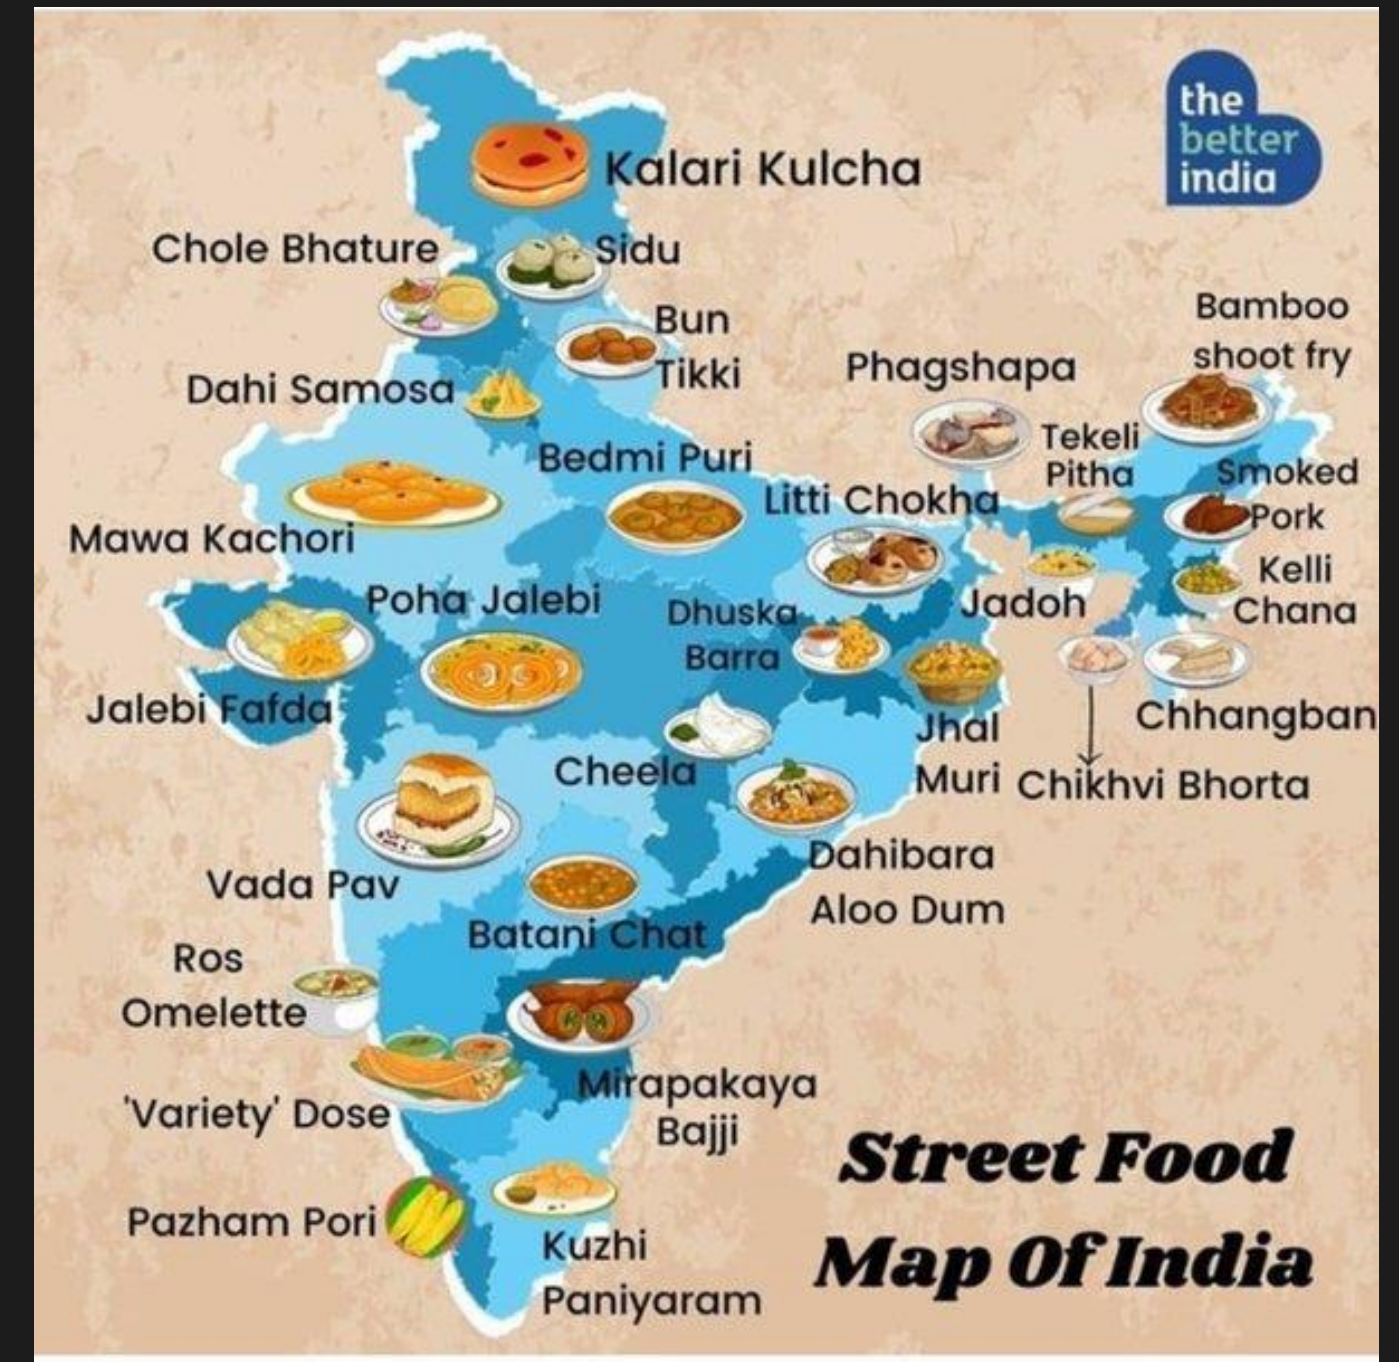 the
better
india
Kalari Kulcha
Chole Bhature
Sidu
Bun
Tikki
Bamboo
shoot fry
Phagshapa
Dahi Samosa
Tekeli
Pitha
Bedmi Puri
Smoked
Pork
Litti Chokha
Mawa Kachori
Kelli
Chana
Poha Jalebi
Dhuska
Barra
Jadoh
Jalebi Fafda
Jhal
Muri
Chhangban
Cheela
Chikhvi Bhorta
Dahibara
Aloo Dum
Vada Pav
Batani Chat
Ros
Omelette
Mirapakaya
Bajji
'Variety' Dose
Pazham Pori
Kuzhi
Paniyaram
Street Food
Map Of India